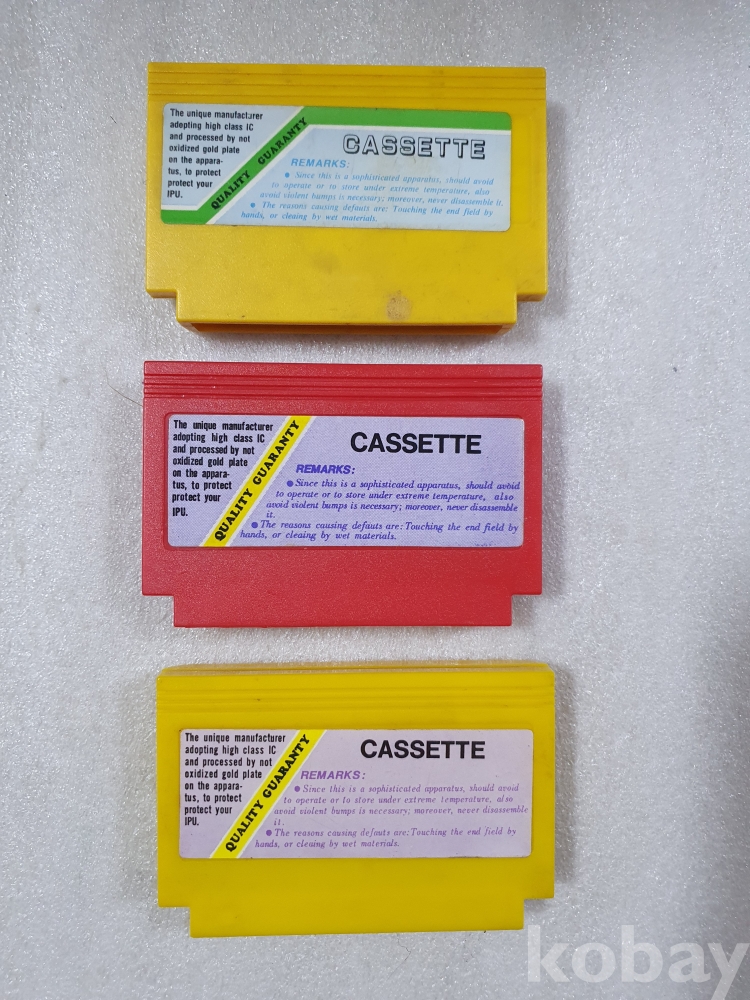 The unique manufacturer
adopting high class IC
and processed by not
oxidized gold plate
on the appara-
tus, to protect
protect your
IPU.
QUALITY GUARANTY
CASSETTE
REMARKS:
● Since this is a sophisticated apparatus, should avoid
to operate or to store under extreme temperature, also
avoid violent bumps is necessary; moreover, never disassemble it.
● The reasons causing defauts are: Touching the end field by
hands, or cleaing by wet materials.
The unique manufacturer
adopting high class IC
and processed by not
oxidized gold plate
on the appara-
tus, to protect
protect your
IPU.
QUALITY GUARANTY
CASSETTE
REMARKS:
● Since this is a sophisticated apparatus, should avoid
to operate or to store under extreme temperature, also
avoid violent bumps is necessary; moreover, never disassemble
it.
● The reasons causing defauts are: Touching the end field by
hands, or cleaing by wet materials.
The unique manufacturer
adopting high class IC
and processed by not
oxidized gold plate
on the appara-
tus, to protect
protect your
IPU.
QUALITY GUARANTY
CASSETTE
REMARKS:
● Since this is a sophisticated apparatus, should avoid
to operate or to store under extreme temperature, also
avoid violent bumps is necessary; moreover, never disassemble
it.
● The reasons causing defauts are: Touching the end field by
hands, or cleaing by wet materials.
kobay